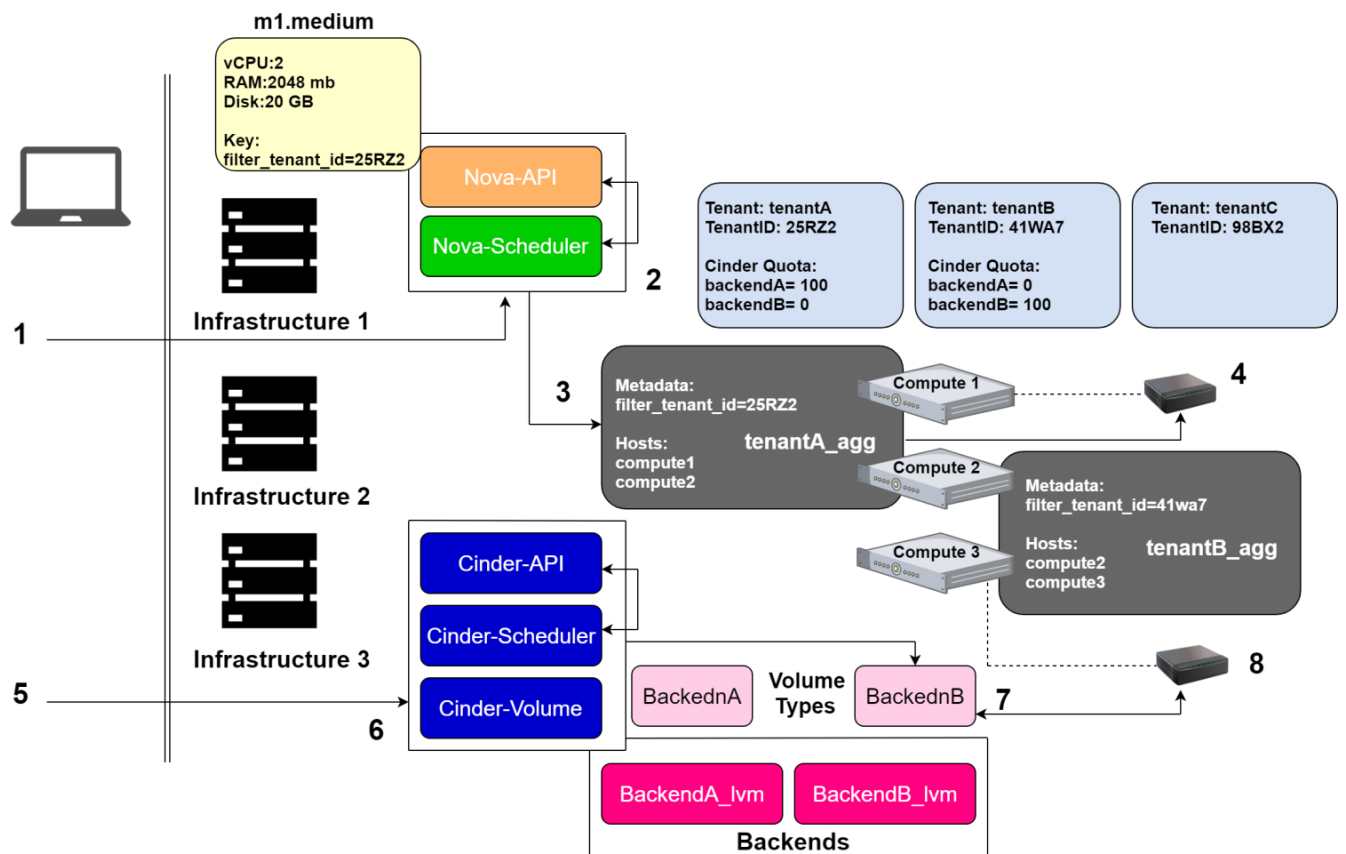 m1.medium
vCPU:2
RAM:2048 mb
Disk:20 GB
Key:
filter_tenant_id=25RZ2
Nova-API
Nova-Scheduler
2
Infrastructure 1
1
Tenant: tenantA
TenantID: 25RZ2
Cinder Quota:
backendA= 100
backendB= 0
Tenant: tenantB
TenantID: 41WA7
Cinder Quota:
backendA= 0
backendB= 100
Tenant: tenantC
TenantID: 98BX2
3
Metadata:
filter_tenant_id=25RZ2
Hosts:
compute1
compute2
tenantA_agg
Compute 1
4
Compute 2
Compute 3
Metadata:
filter_tenant_id=41wa7
Hosts:
compute2
compute3
tenantB_agg
Infrastructure 2
Infrastructure 3
5
Cinder-API
Cinder-Scheduler
Cinder-Volume
6
BackednA
Volume
Types
BackednB
7
8
BackendA_lvm
BackendB_lvm
Backends